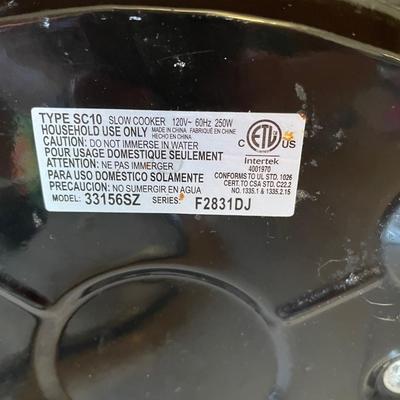 TYPE SC10 SLOW COOKER 120V~ 60Hz 250W
HOUSEHOLD USE ONLY MADE IN CHINA FABRIQUÉ EN CHINE
HECHO EN CHINA
CAUTION: DO NOT IMMERSE IN WATER
POUR USAGE DOMESTIQUE SEULEMENT
ATTENTION: NE PAS IMMERGER
PARA USO DOMÉSTICO SOLAMENTE
PRECAUCION: NO SUMERGIR EN AGUA
MODEL: 33156SZ SERIES: F2831DJ
C ETL US
LISTED
Intertek
4001970
CONFORMS TO UL STD. 1026
CERT. TO CSA STD. C22.2
NO. 1335.1 & 1335.2.15